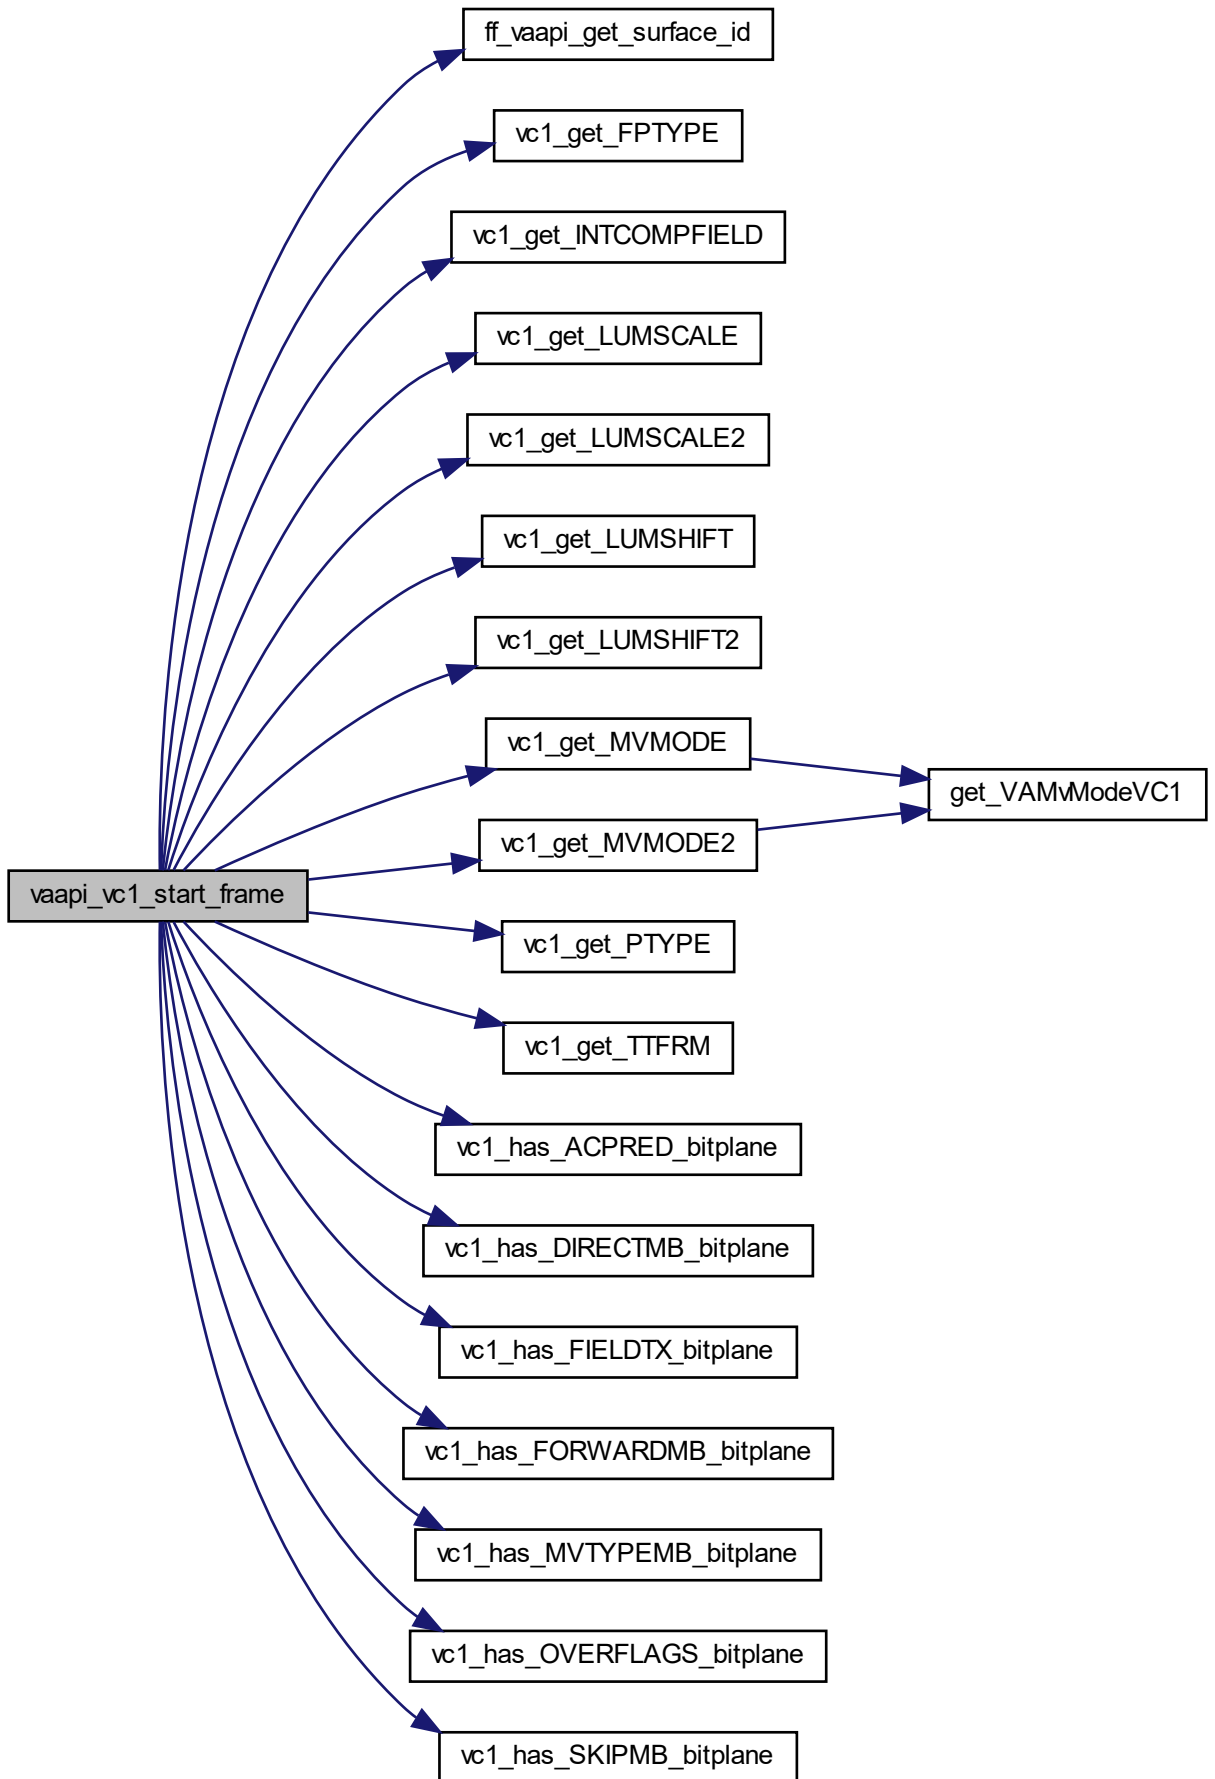 ff_vaapi_get_surface_id
vc1_get_FPTYPE
vc1_get_INTCOMPFIELD
vc1_get_LUMSCALE
vc1_get_LUMSCALE2
vc1_get_LUMSHIFT
vc1_get_LUMSHIFT2
vc1_get_MVMODE
get_VAMvModeVC1
vc1_get_MVMODE2
vaapi_vc1_start_frame
vc1_get_PTYPE
vc1_get_TTFRM
vc1_has_ACPRED_bitplane
vc1_has_DIRECTMB_bitplane
vc1_has_FIELDTX_bitplane
vc1_has_FORWARDMB_bitplane
vc1_has_MVTYPEMB_bitplane
vc1_has_OVERFLAGS_bitplane
vc1_has_SKIPMB_bitplane